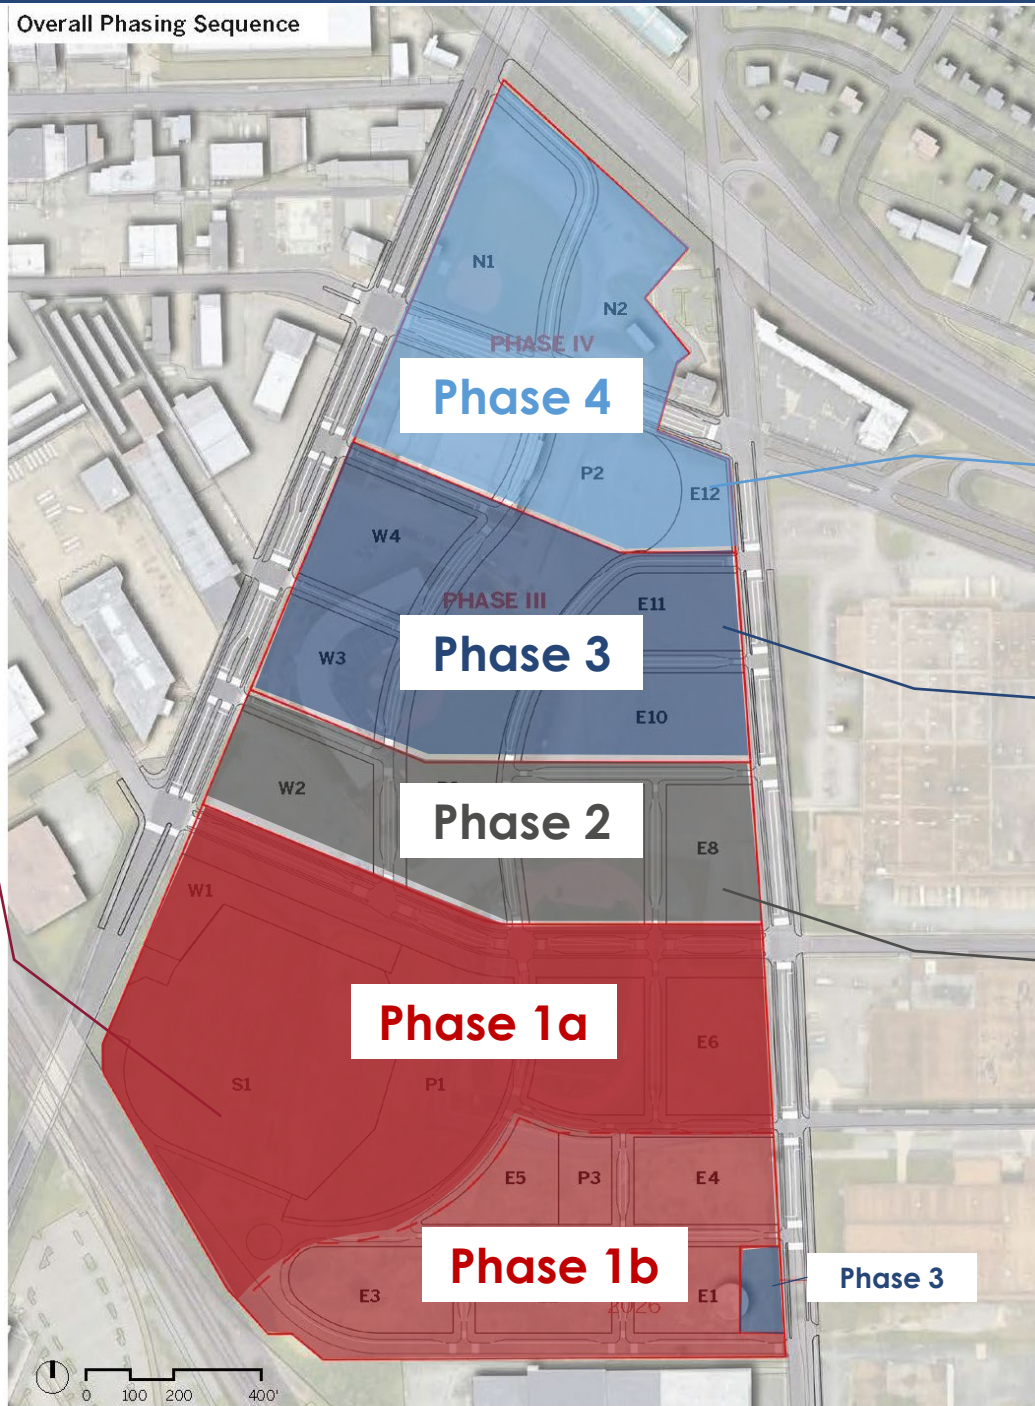 Overall Phasing Sequence
N1
N2
PHASE IV
Phase 4
P2
E12
W4
PHASE III
E11
Phase 3
W3
E10
W2
Phase 2
E8
W1
Phase 1a
E6
S1
P1
E5
P3
E4
Phase 1b
Phase 3
E3
E1
2026
0
100
200
400'